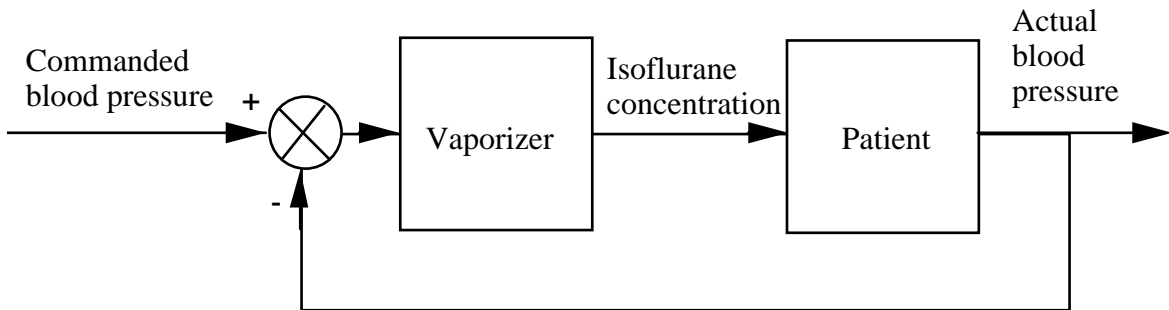 Commanded
blood pressure
+
-
Vaporizer
Isoflurane
concentration
Patient
Actual
blood
pressure